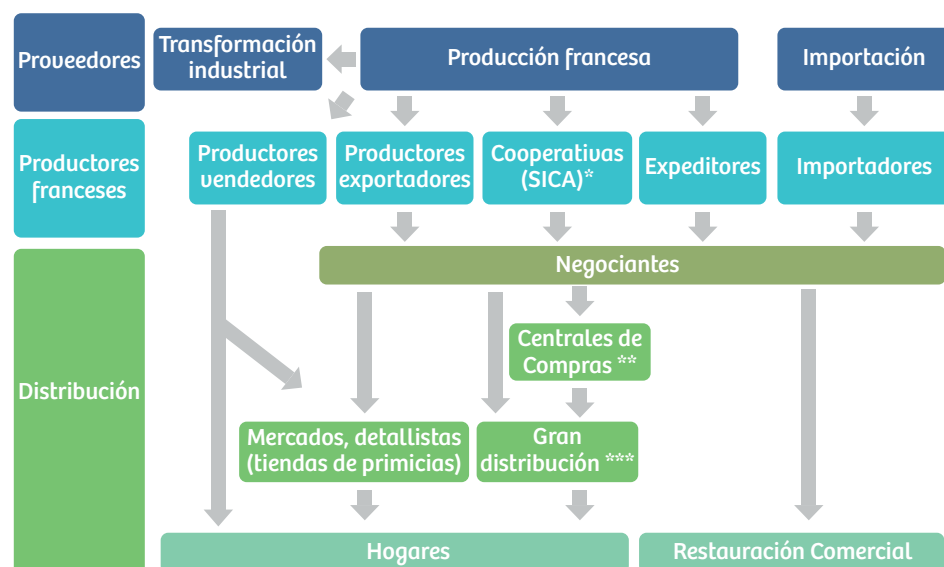 Proveedores
Transformación
industrial
Producción francesa
Importación
Productores
franceses
Productores
vendedores
Productores
exportadores
Cooperativas
(SICA)*
Expeditores
Importadores
Distribución
Negociantes
Centrales de
Compras **
Mercados, detallistas
(tiendas de primicias)
Gran
distribución ***
Hogares
Restauración Comercial